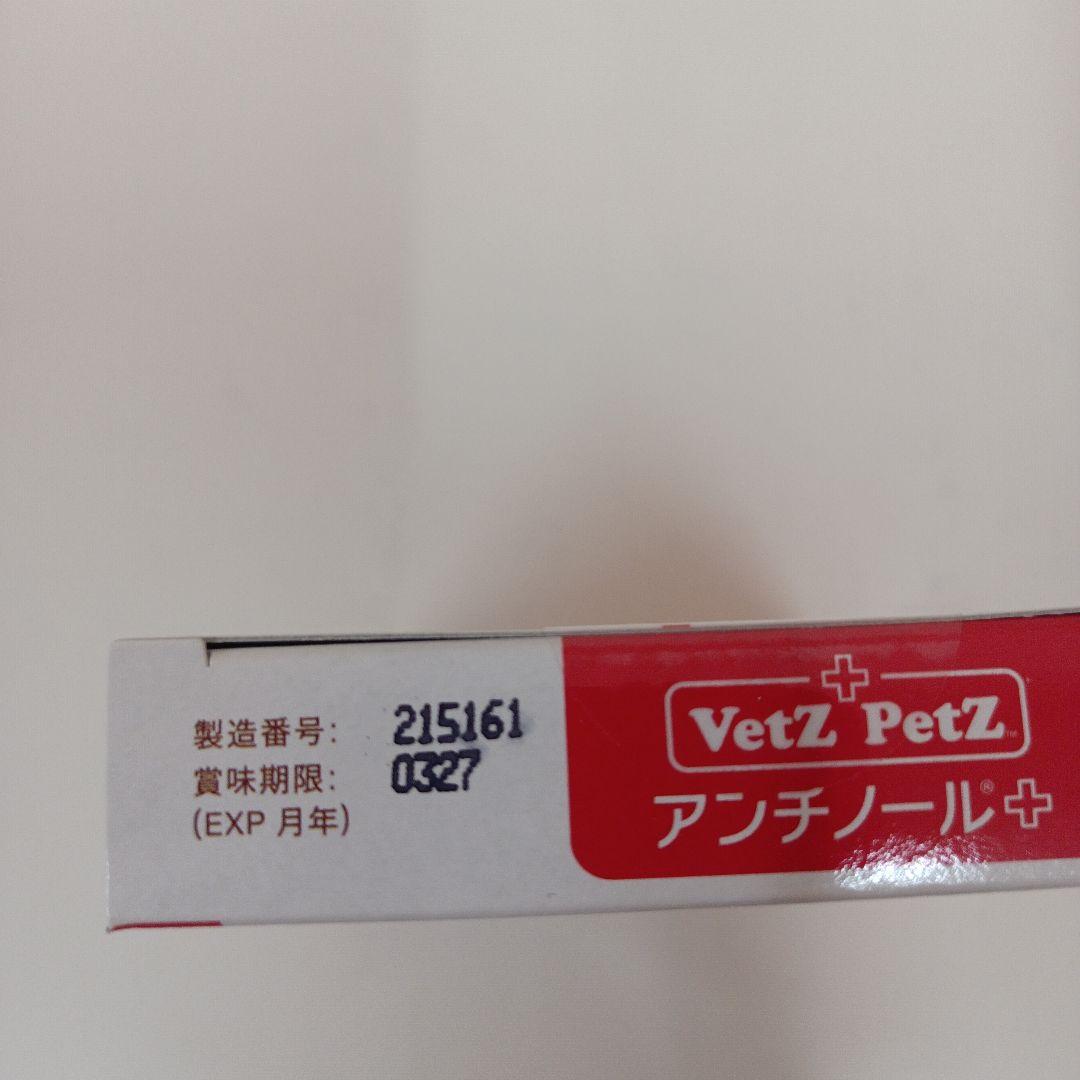 製造番号: 215161
賞味期限: 0327
(EXP 月年)
VetZ PetZ™
アンチノール®+